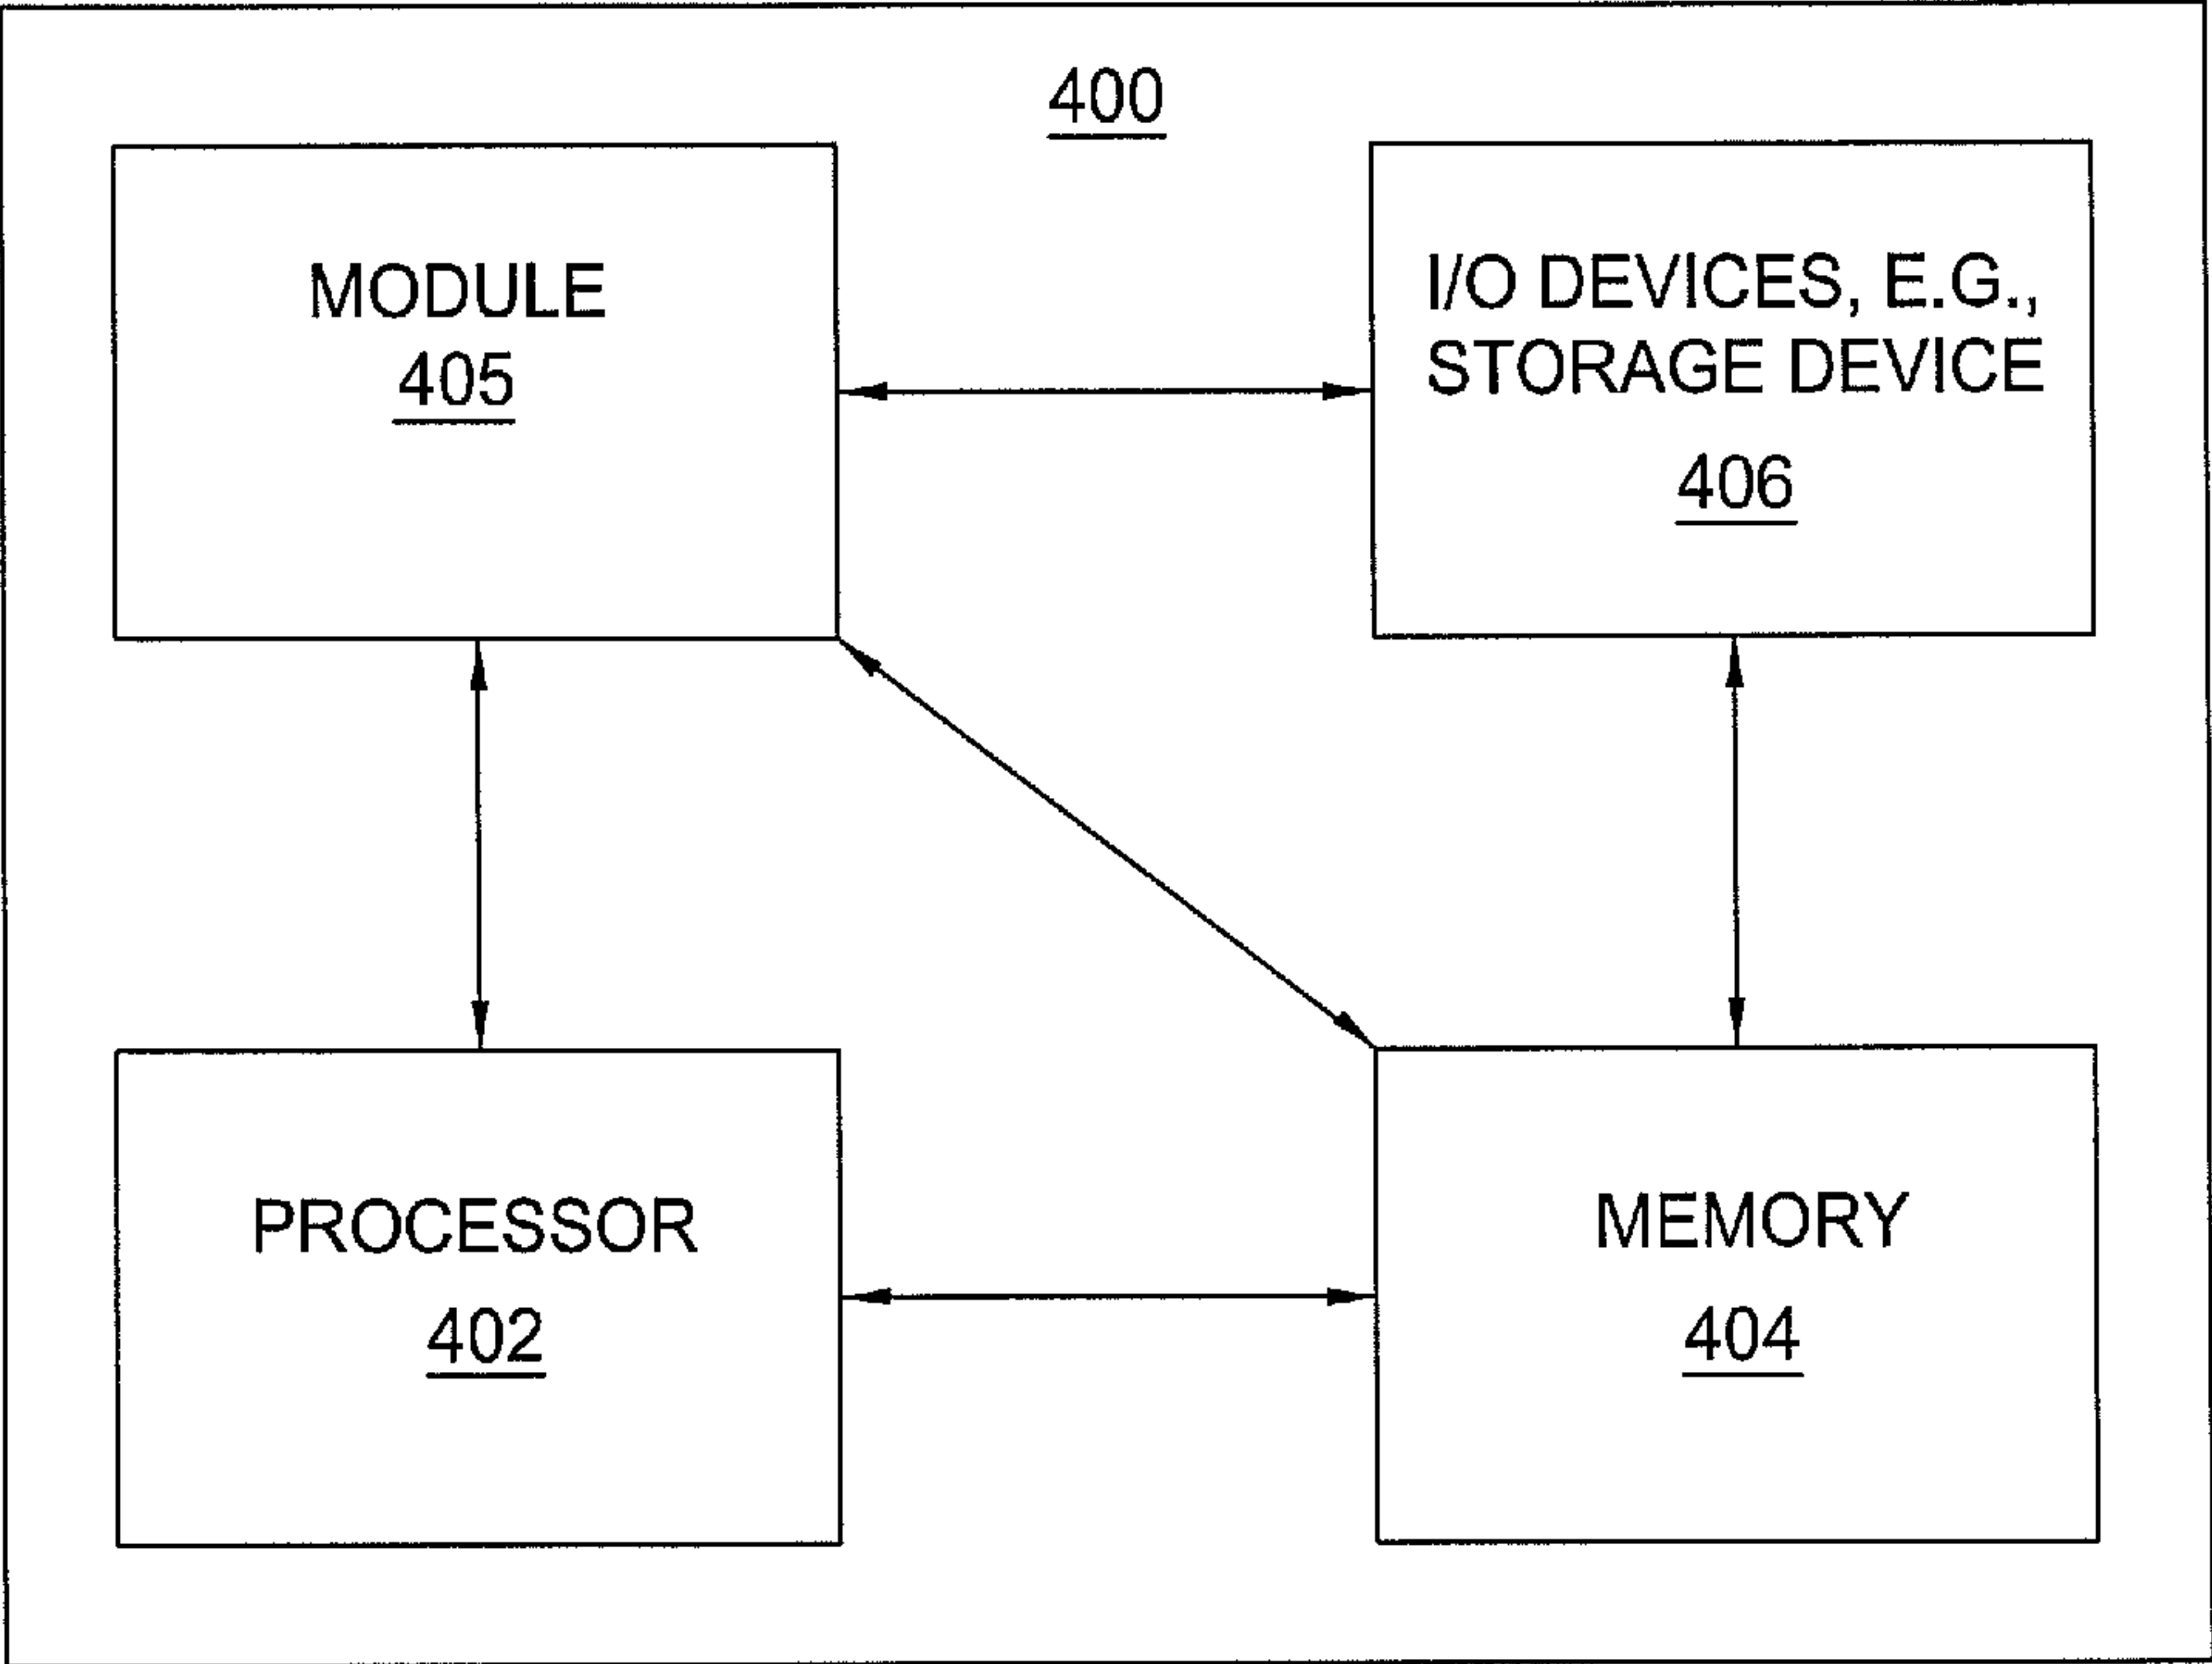 400
MODULE
405
I/O DEVICES, E.G.,
STORAGE DEVICE
406
PROCESSOR
402
MEMORY
404